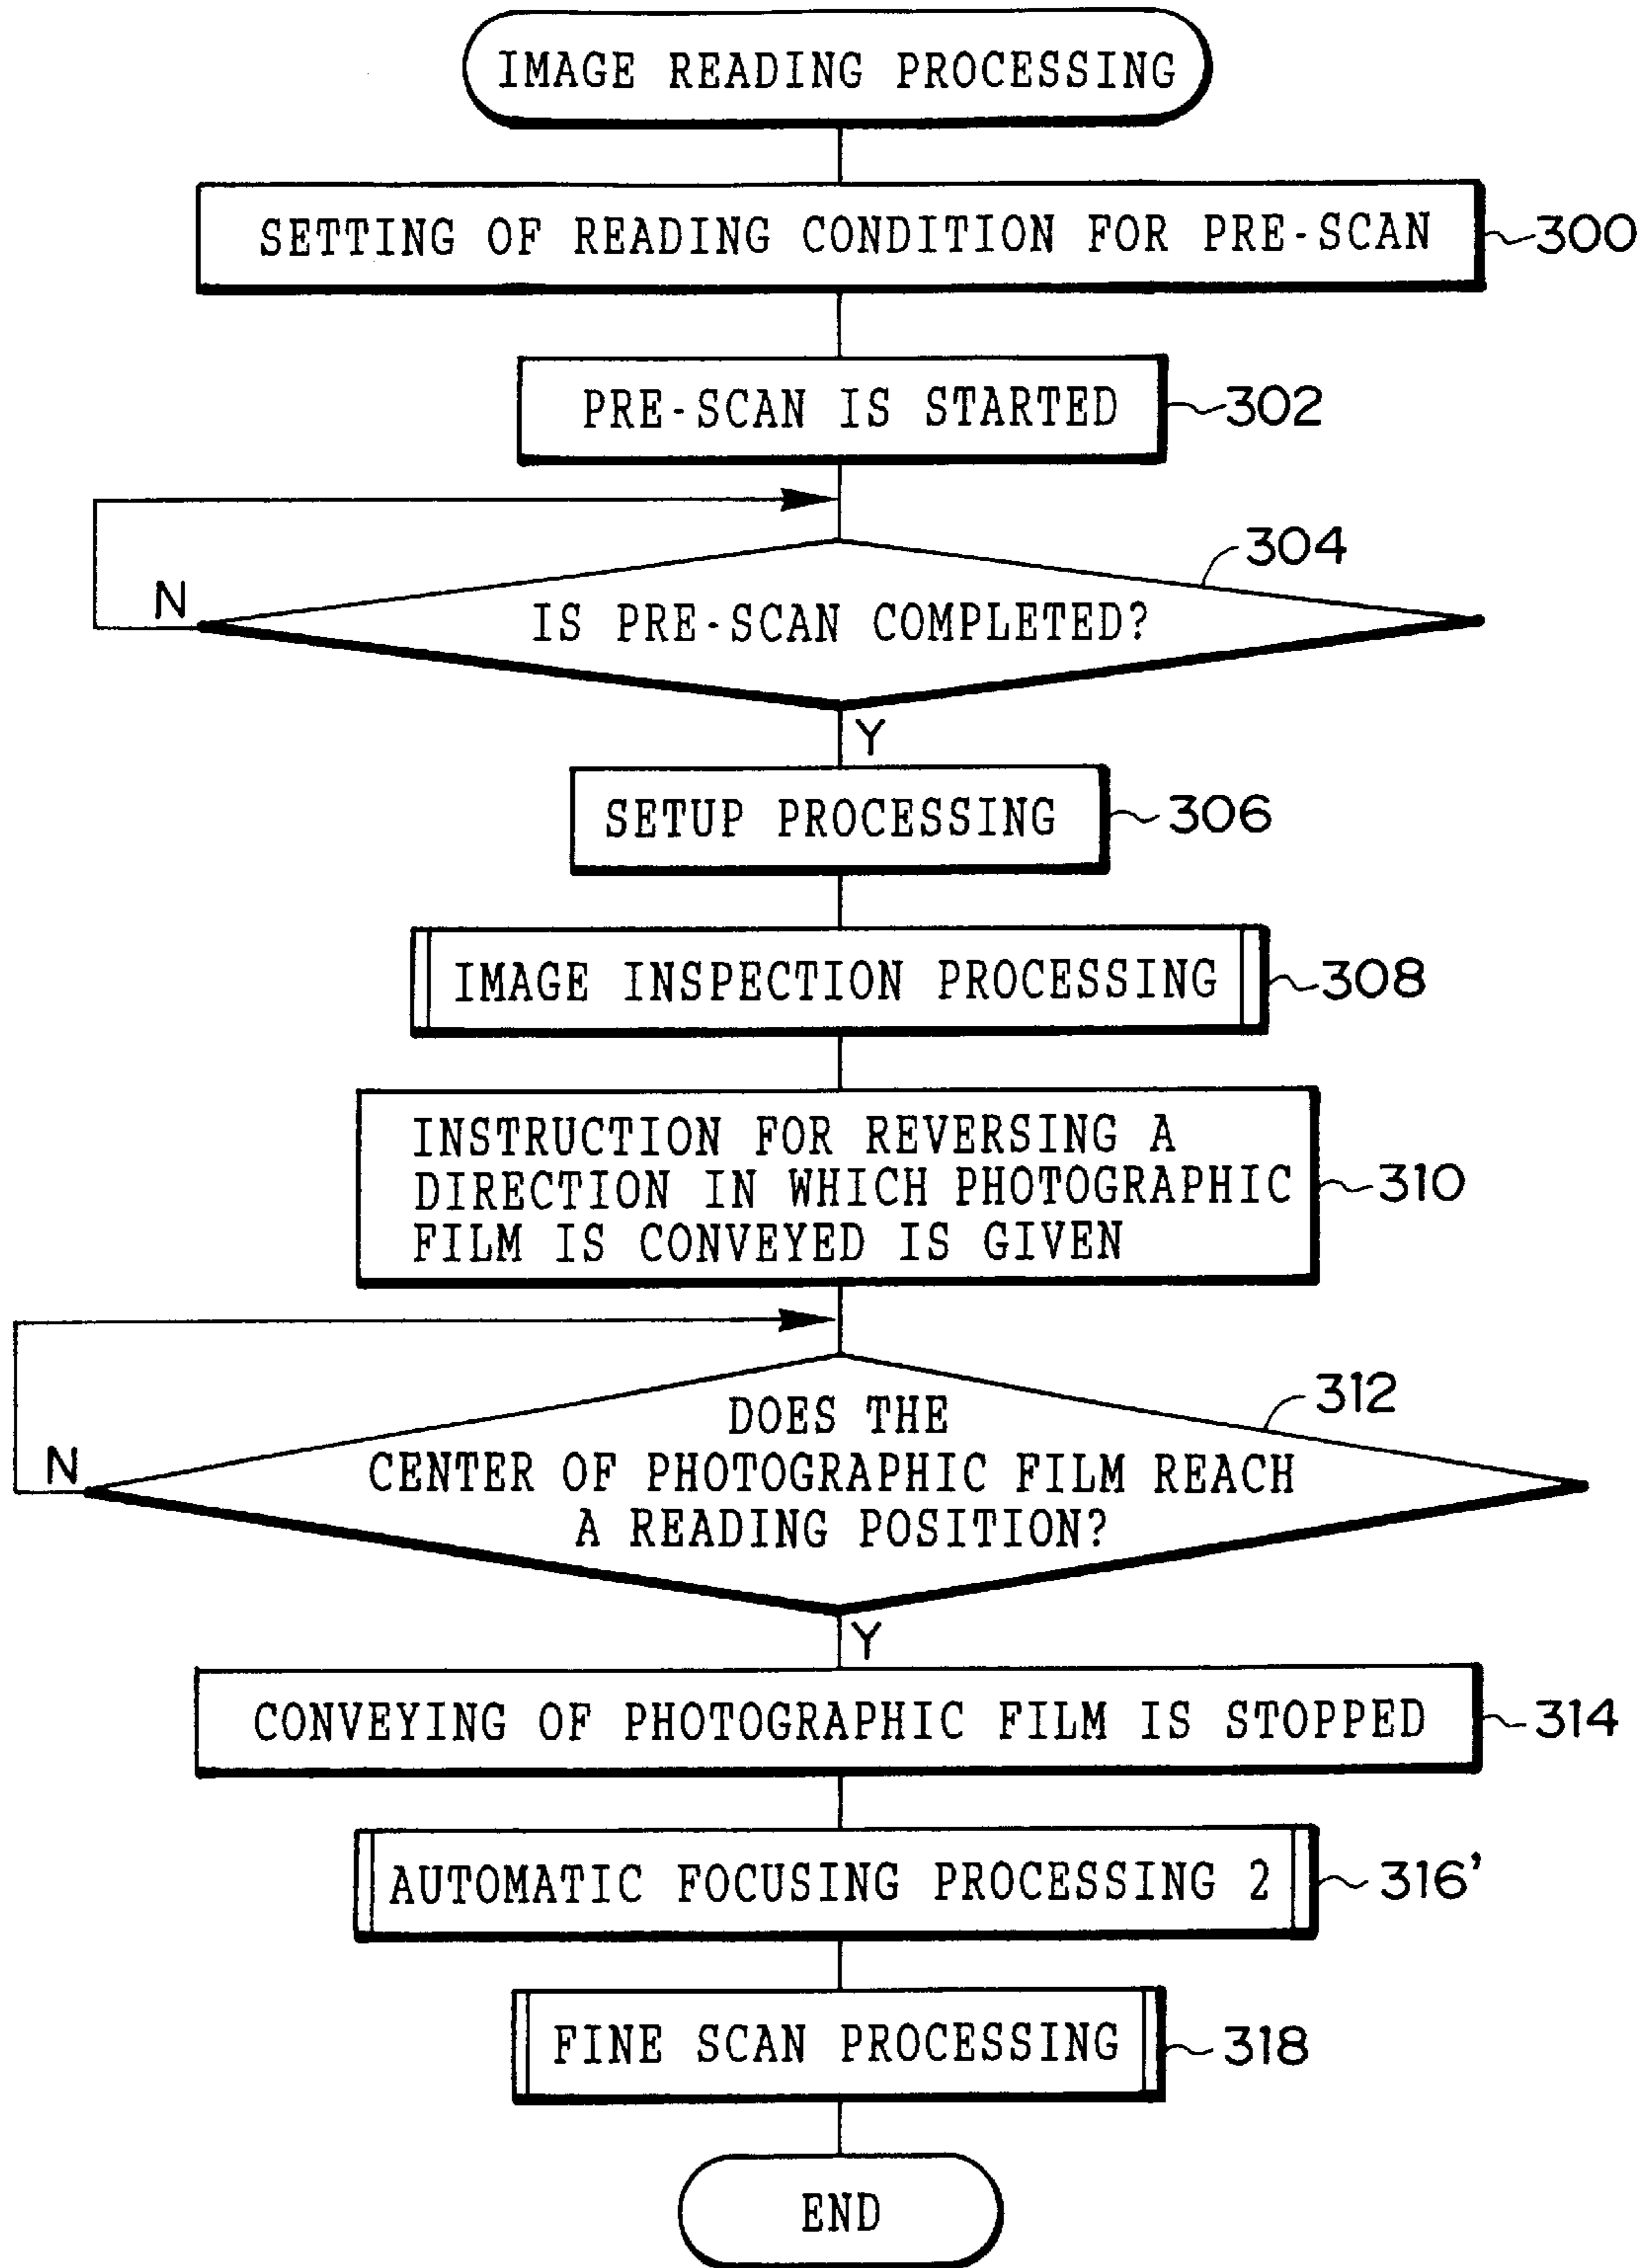 IMAGE READING PROCESSING
SETTING OF READING CONDITION FOR PRE-SCAN
300
PRE-SCAN IS STARTED
302
304
N
IS PRE-SCAN COMPLETED?
Y
SETUP PROCESSING
306
IMAGE INSPECTION PROCESSING
308
INSTRUCTION FOR REVERSING A
DIRECTION IN WHICH PHOTOGRAPHIC
FILM IS CONVEYED IS GIVEN
310
312
N
DOES THE
CENTER OF PHOTOGRAPHIC FILM REACH
A READING POSITION?
Y
CONVEYING OF PHOTOGRAPHIC FILM IS STOPPED
314
AUTOMATIC FOCUSING PROCESSING 2
316'
FINE SCAN PROCESSING
318
END